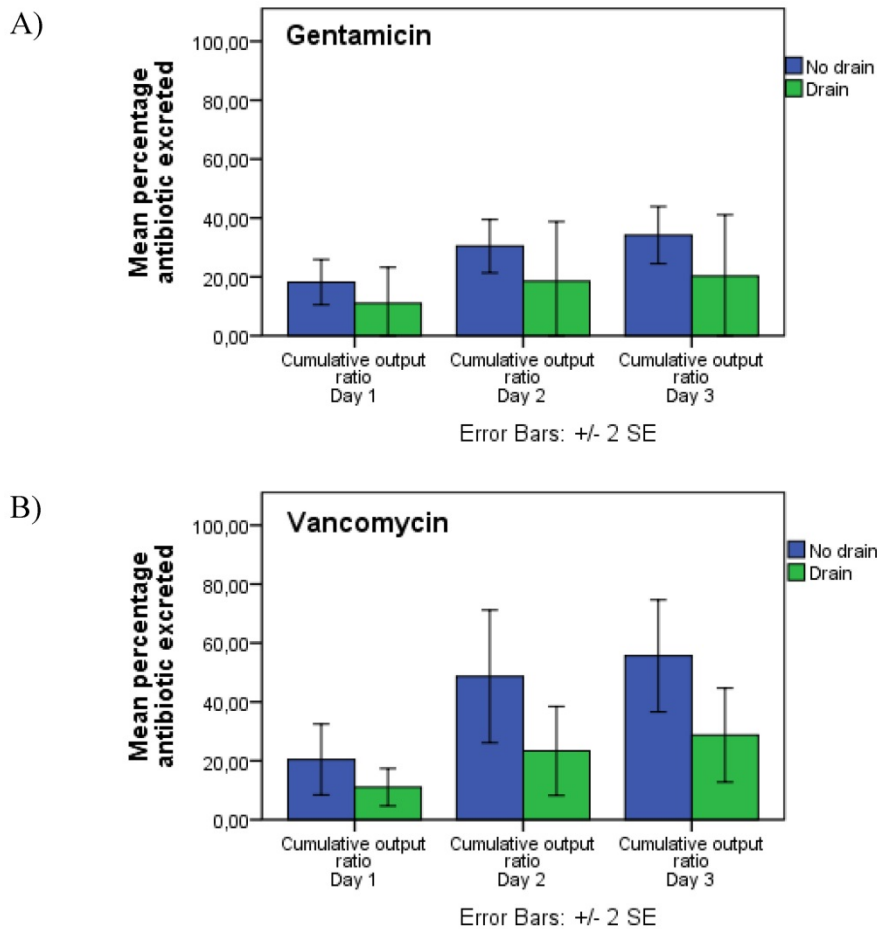 A)
Gentamicin
Mean percentage
antibiotic excreted
100,00
80,00
60,00
40,00
20,00
0,00
No drain
Drain
Cumulative output
ratio
Day 1
Cumulative output
ratio
Day 2
Cumulative output
ratio
Day 3
Error Bars: +/- 2 SE
B)
Vancomycin
Mean percentage
antibiotic excreted
100,00
80,00
60,00
40,00
20,00
0,00
No drain
Drain
Cumulative output
ratio
Day 1
Cumulative output
ratio
Day 2
Cumulative output
ratio
Day 3
Error Bars: +/- 2 SE